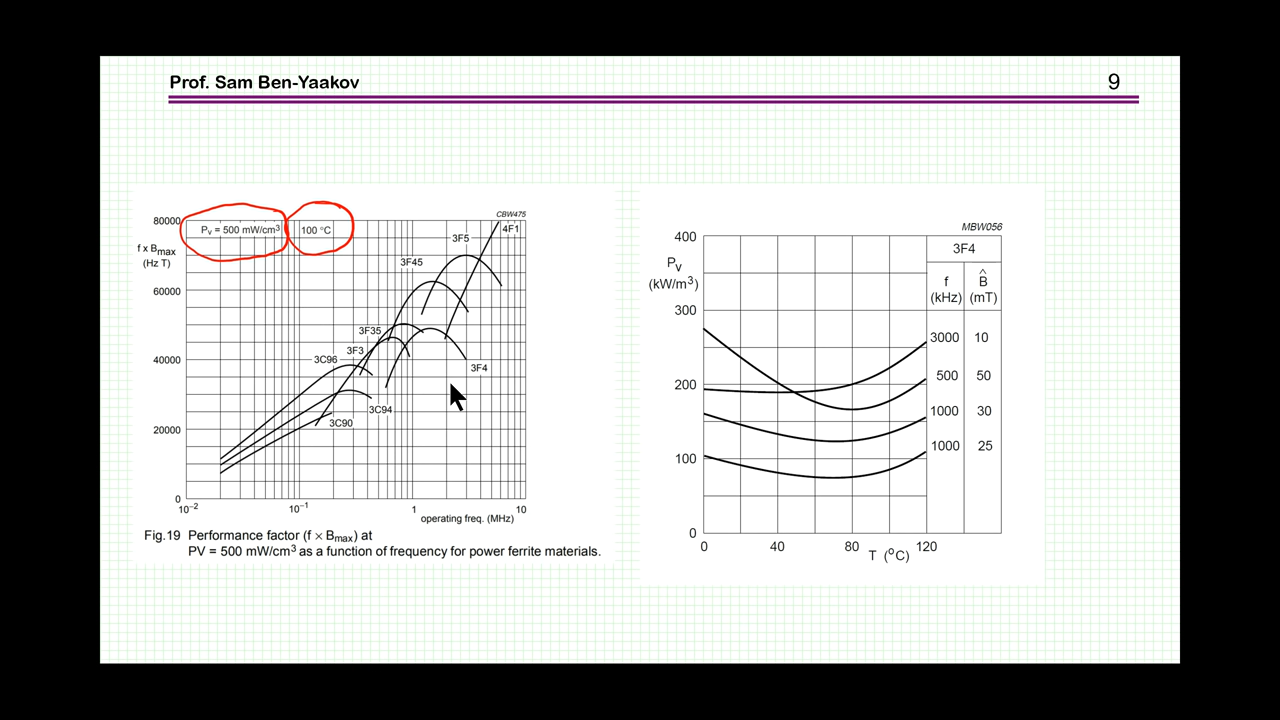 Prof. Sam Ben-Yaakov
9
CBW475
80000
60000
40000
20000
0
f x Bmax
(Hz T)
PV = 500 mW/cm3
100 °C
4F1
3F5
3F45
3F35
3F3
3C96
3F4
3C94
3C90
10−2
10−1
1
10
operating freq. (MHz)
Fig.19 Performance factor (f × Bmax) at
PV = 500 mW/cm3 as a function of frequency for power ferrite materials.
MBW056
400
300
200
100
0
PV
(kW/m3)
3F4
f
(kHz)
B̂
(mT)
3000 10
500 50
1000 30
1000 25
0
40
80
120
T (oC)